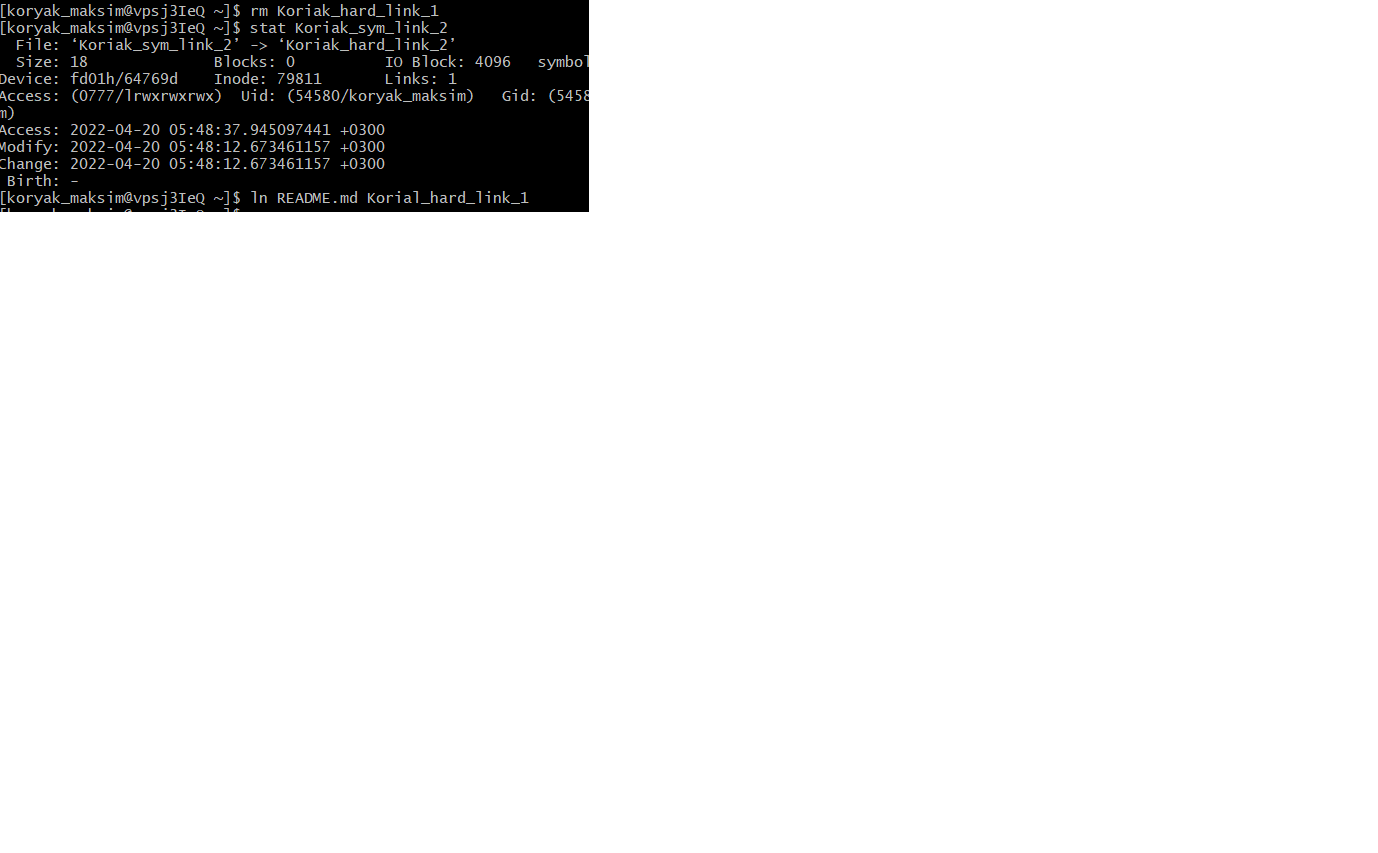 [koryak_maksim@vpsj3IeQ ~]$ rm Koriak_hard_link_1
[koryak_maksim@vpsj3IeQ ~]$ stat Koriak_sym_link_2
  File: ‘Koriak_sym_link_2’ -> ‘Koriak_hard_link_2’
  Size: 18              Blocks: 0          IO Block: 4096   symbol
Device: fd01h/64769d    Inode: 79811       Links: 1
Access: (0777/lrwxrwxrwx)  Uid: (54580/koryak_maksim)   Gid: (5458
m)
Access: 2022-04-20 05:48:37.945097441 +0300
Modify: 2022-04-20 05:48:12.673461157 +0300
Change: 2022-04-20 05:48:12.673461157 +0300
 Birth: -
[koryak_maksim@vpsj3IeQ ~]$ ln README.md Korial_hard_link_1